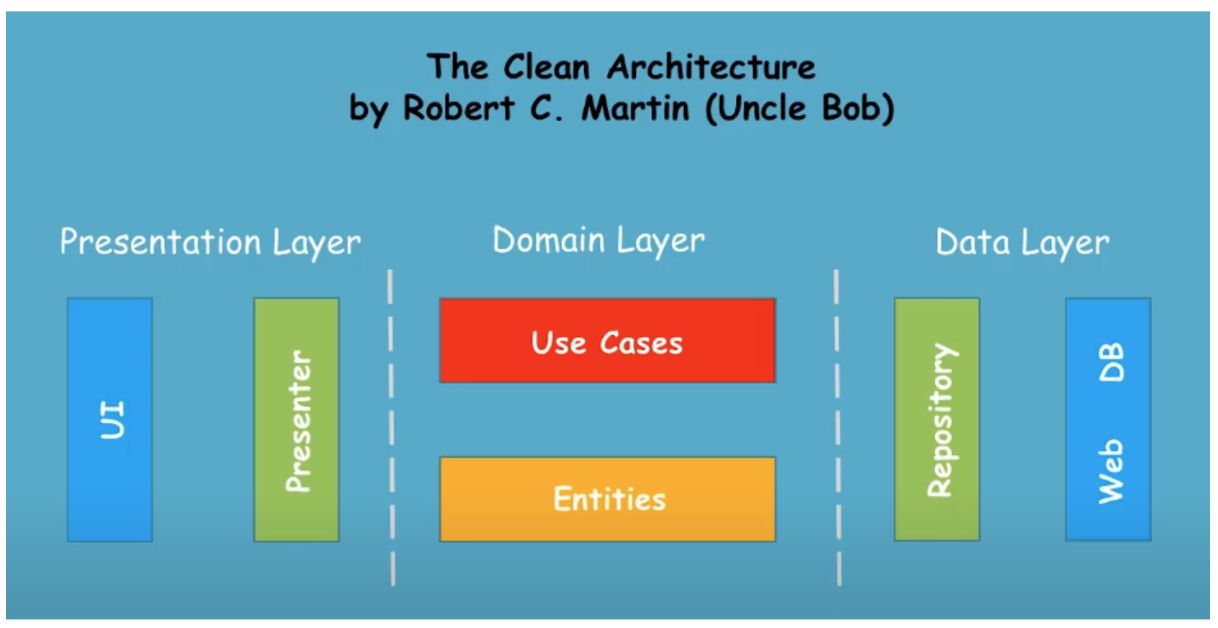 The Clean Architecture
by Robert C. Martin (Uncle Bob)
Presentation Layer
Domain Layer
Data Layer
UI
Presenter
Use Cases
Entities
Repository
Web DB